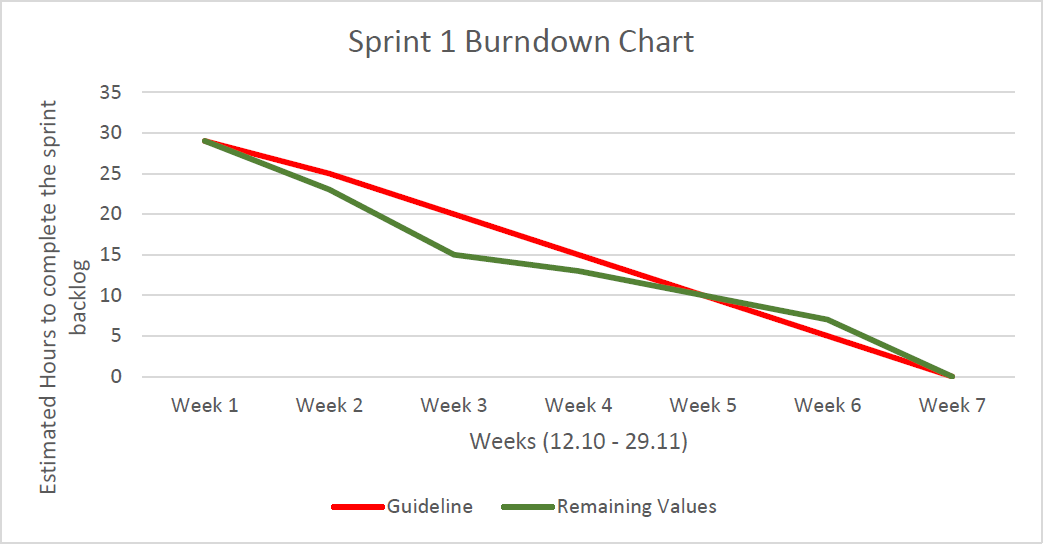 Sprint 1 Burndown Chart
Estimated Hours to complete the sprint
backlog
35
30
25
20
15
10
5
0
Week 1 Week 2 Week 3 Week 4 Week 5 Week 6 Week 7
Weeks (12.10 - 29.11)
Guideline Remaining Values